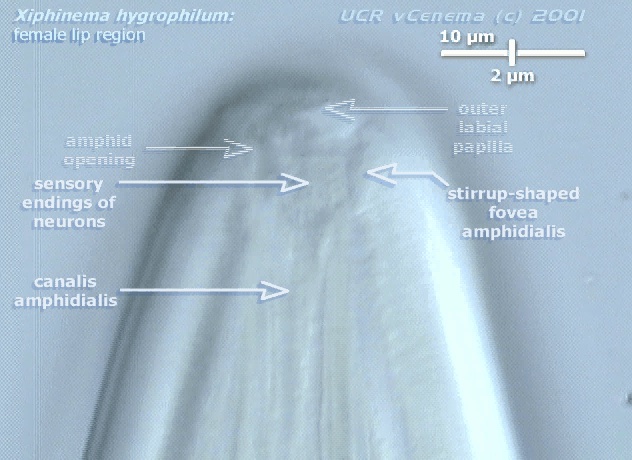 Xiphinema hygrophilum:
female lip region
UCR vCenema (c) 2001
10 µm
2 µm
outer
labial
papilla
amphid
opening
sensory
endings of
neurons
stirrup-shaped
fovea
amphidialis
canalis
amphidialis